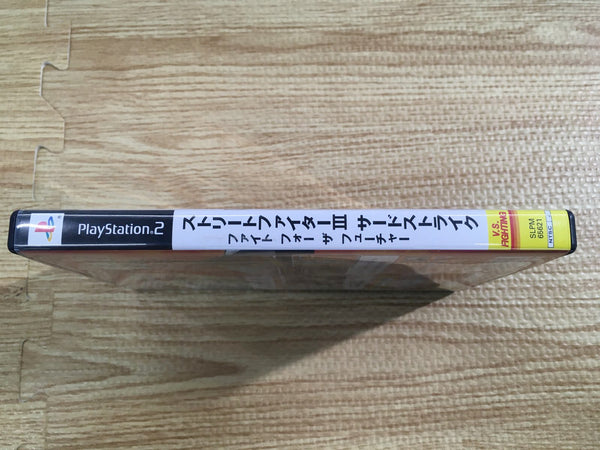 PlayStation.2
ストリートファイターIII サードストライク
ファイト フォー ザ フューチャー
V.S.
FIGHTING
SLPM
65621
NTSC